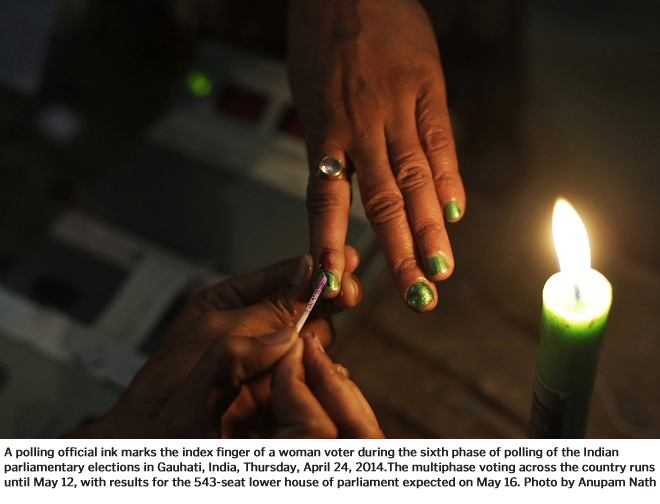 A polling official ink marks the index finger of a woman voter during the sixth phase of polling of the Indian
parliamentary elections in Gauhati, India, Thursday, April 24, 2014.The multiphase voting across the country runs
until May 12, with results for the 543-seat lower house of parliament expected on May 16. Photo by Anupam Nath